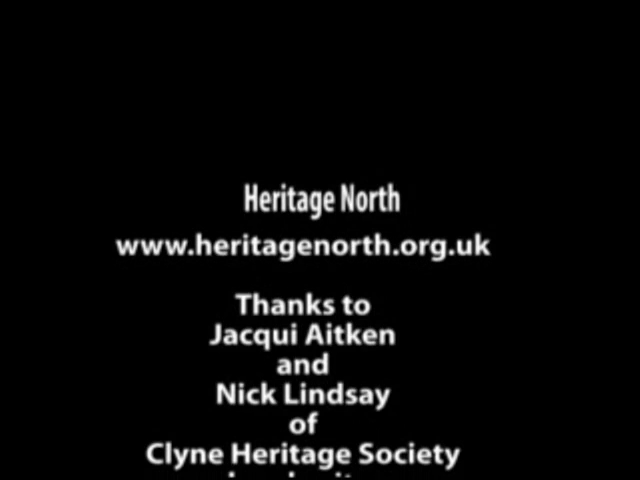 Heritage North
www.heritagenorth.org.uk
Thanks to
Jacqui Aitken
and
Nick Lindsay
of
Clyne Heritage Society